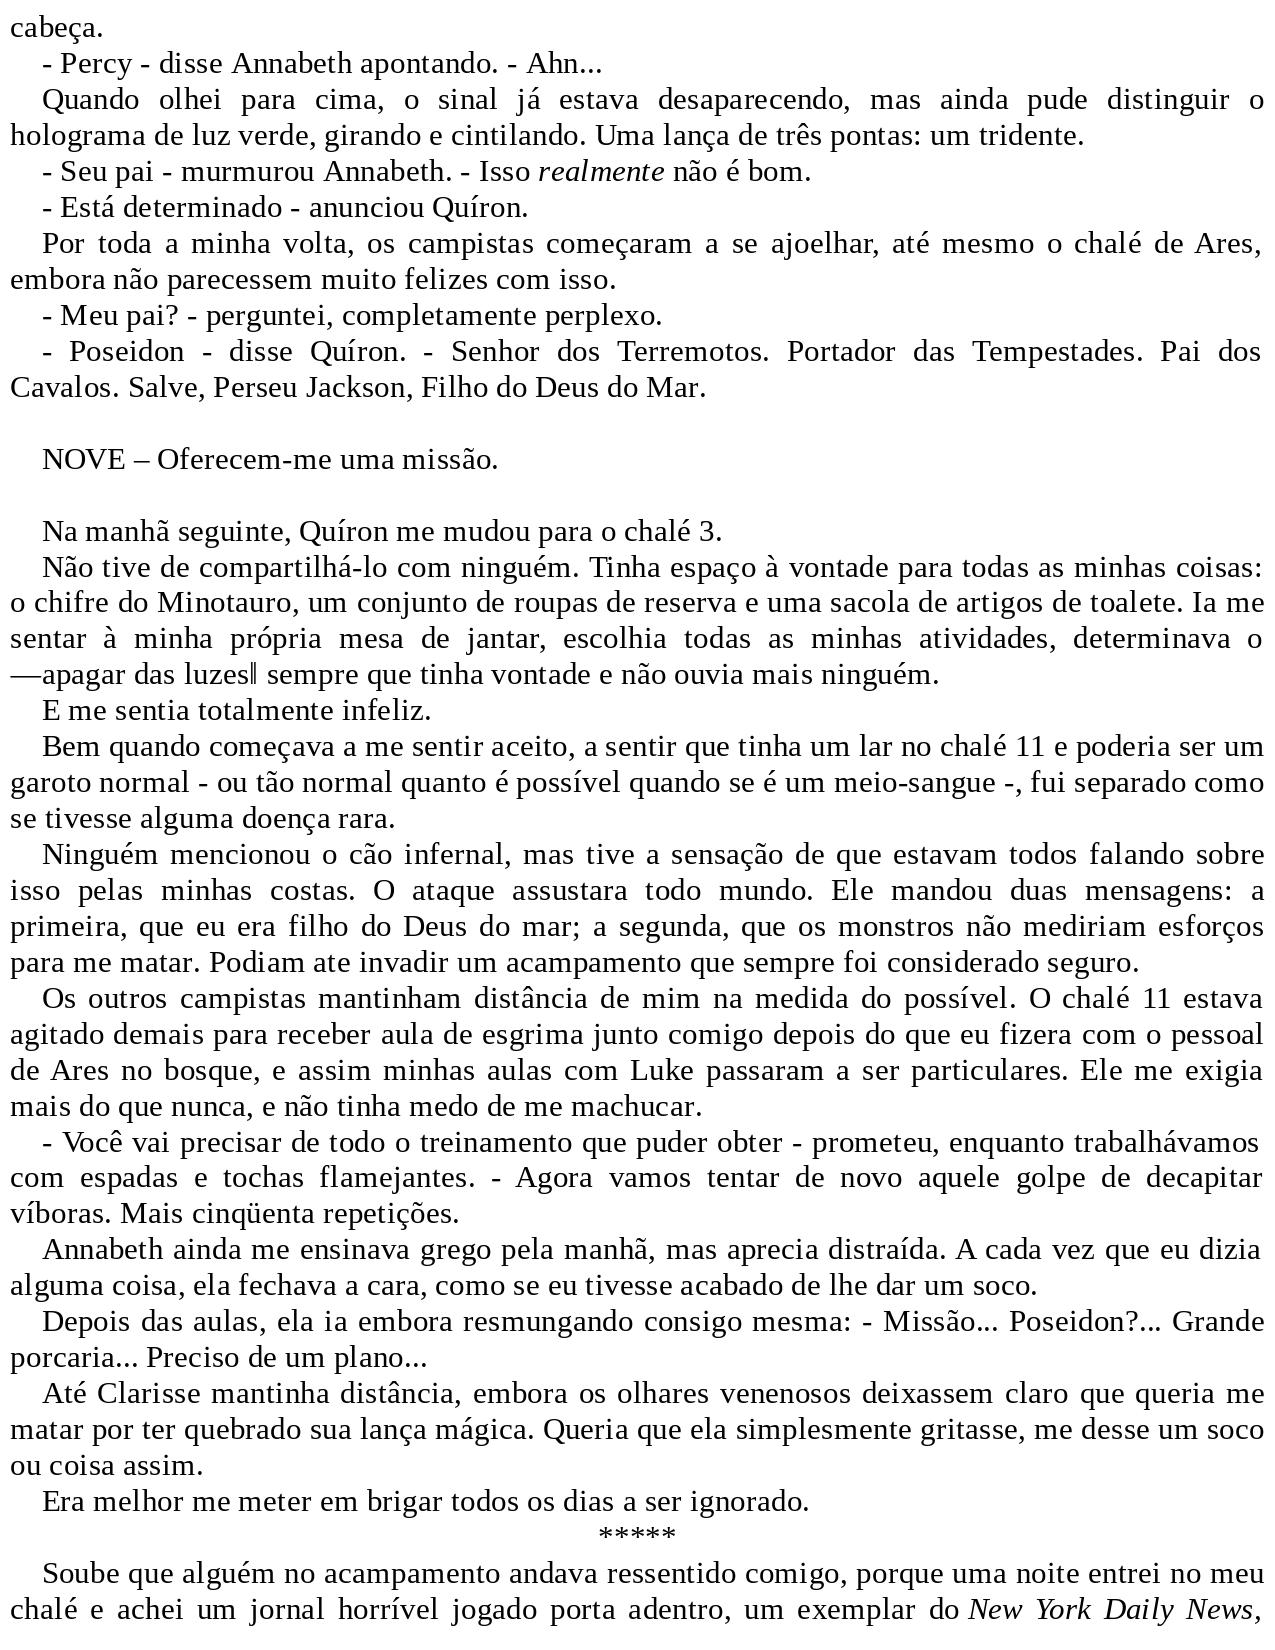 cabeça.
- Percy - disse Annabeth apontando. - Ahn...
Quando olhei para cima, o sinal já estava desaparecendo, mas ainda pude distinguir o
holograma de luz verde, girando e cintilando. Uma lança de três pontas: um tridente.
- Seu pai - murmurou Annabeth. - Isso realmente não é bom.
- Está determinado - anunciou Quíron.
Por toda a minha volta, os campistas começaram a se ajoelhar, até mesmo o chalé de Ares,
embora não parecessem muito felizes com isso.
- Meu pai? - perguntei, completamente perplexo.
- Poseidon - disse Quíron. - Senhor dos Terremotos. Portador das Tempestades. Pai dos
Cavalos. Salve, Perseu Jackson, Filho do Deus do Mar.
NOVE – Oferecem-me uma missão.
Na manhã seguinte, Quíron me mudou para o chalé 3.
Não tive de compartilhá-lo com ninguém. Tinha espaço à vontade para todas as minhas coisas:
o chifre do Minotauro, um conjunto de roupas de reserva e uma sacola de artigos de toalete. Ia me
sentar à minha própria mesa de jantar, escolhia todas as minhas atividades, determinava o
―apagar das luzes‖ sempre que tinha vontade e não ouvia mais ninguém.
E me sentia totalmente infeliz.
Bem quando começava a me sentir aceito, a sentir que tinha um lar no chalé 11 e poderia ser um
garoto normal - ou tão normal quanto é possível quando se é um meio-sangue -, fui separado como
se tivesse alguma doença rara.
Ninguém mencionou o cão infernal, mas tive a sensação de que estavam todos falando sobre
isso pelas minhas costas. O ataque assustara todo mundo. Ele mandou duas mensagens: a
primeira, que eu era filho do Deus do mar; a segunda, que os monstros não mediriam esforços
para me matar. Podiam ate invadir um acampamento que sempre foi considerado seguro.
Os outros campistas mantinham distância de mim na medida do possível. O chalé 11 estava
agitado demais para receber aula de esgrima junto comigo depois do que eu fizera com o pessoal
de Ares no bosque, e assim minhas aulas com Luke passaram a ser particulares. Ele me exigia
mais do que nunca, e não tinha medo de me machucar.
- Você vai precisar de todo o treinamento que puder obter - prometeu, enquanto trabalhávamos
com espadas e tochas flamejantes. - Agora vamos tentar de novo aquele golpe de decapitar
víboras. Mais cinqüenta repetições.
Annabeth ainda me ensinava grego pela manhã, mas aprecia distraída. A cada vez que eu dizia
alguma coisa, ela fechava a cara, como se eu tivesse acabado de lhe dar um soco.
Depois das aulas, ela ia embora resmungando consigo mesma: - Missão... Poseidon?... Grande
porcaria... Preciso de um plano...
Até Clarisse mantinha distância, embora os olhares venenosos deixassem claro que queria me
matar por ter quebrado sua lança mágica. Queria que ela simplesmente gritasse, me desse um soco
ou coisa assim.
Era melhor me meter em brigar todos os dias a ser ignorado.
*****
Soube que alguém no acampamento andava ressentido comigo, porque uma noite entrei no meu
chalé e achei um jornal horrível jogado porta adentro, um exemplar do New York Daily News,